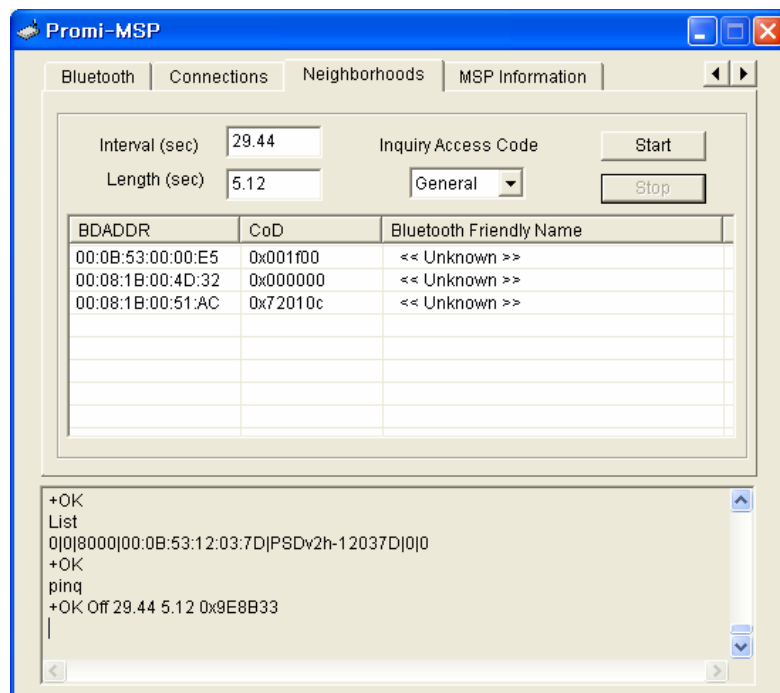 Promi-MSP
Bluetooth Connections Neighborhoods MSP Information
Interval (sec) 29.44 Inquiry Access Code Start
Length (sec) 5.12 General Stop
BDADDR CoD Bluetooth Friendly Name
00:0B:53:00:00:E5 0x001f00 << Unknown >>
00:08:1B:00:4D:32 0x000000 << Unknown >>
00:08:1B:00:51:AC 0x72010c << Unknown >>
+OK
List
0|0|8000|00:0B:53:12:03:7D|PSDv2h-12037D|0|0
+OK
pinq
+OK Off 29.44 5.12 0x9E8B33